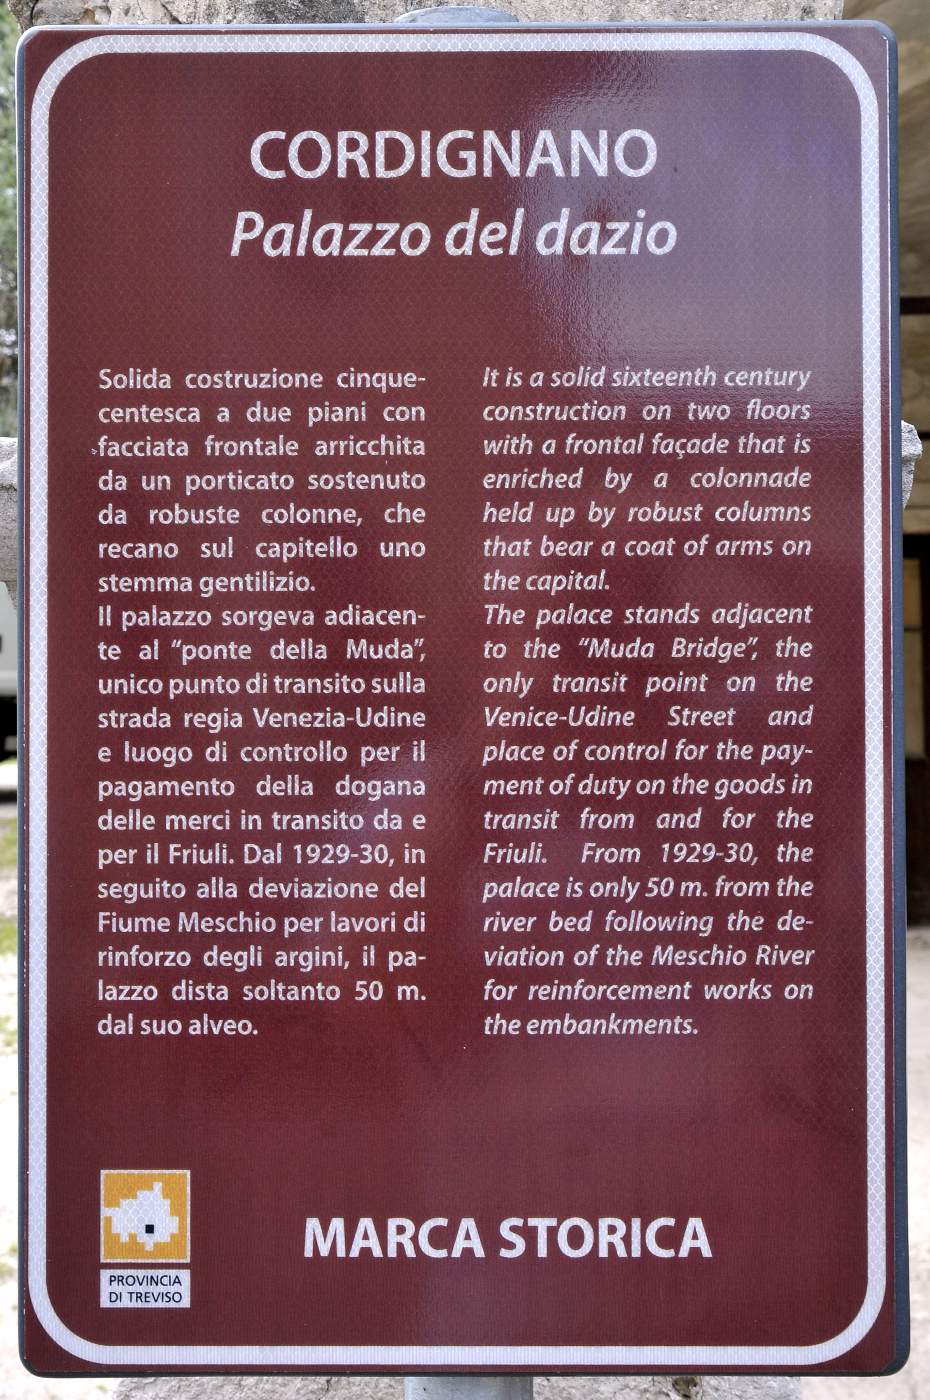 CORDIGNANO
Palazzo del dazio
Solida costruzione cinque-
centesca a due piani con
facciata frontale arricchita
da un porticato sostenuto
da robuste colonne, che
recano sul capitello uno
stemma gentilizio.
Il palazzo sorgeva adiacen-
te al “ponte della Muda”,
unico punto di transito sulla
strada regia Venezia-Udine
e luogo di controllo per il
pagamento della dogana
delle merci in transito da e
per il Friuli. Dal 1929-30, in
seguito alla deviazione del
Fiume Meschio per lavori di
rinforzo degli argini, il pa-
lazzo dista soltanto 50 m.
dal suo alveo.
It is a solid sixteenth century
construction on two floors
with a frontal façade that is
enriched by a colonnade
held up by robust columns
that bear a coat of arms on
the capital.
The palace stands adjacent
to the “Muda Bridge”, the
only transit point on the
Venice-Udine Street and
place of control for the pay-
ment of duty on the goods in
transit from and for the
Friuli. From 1929-30, the
palace is only 50 m. from the
river bed following the de-
viation of the Meschio River
for reinforcement works on
the embankments.
PROVINCIA
DI TREVISO
MARCA STORICA